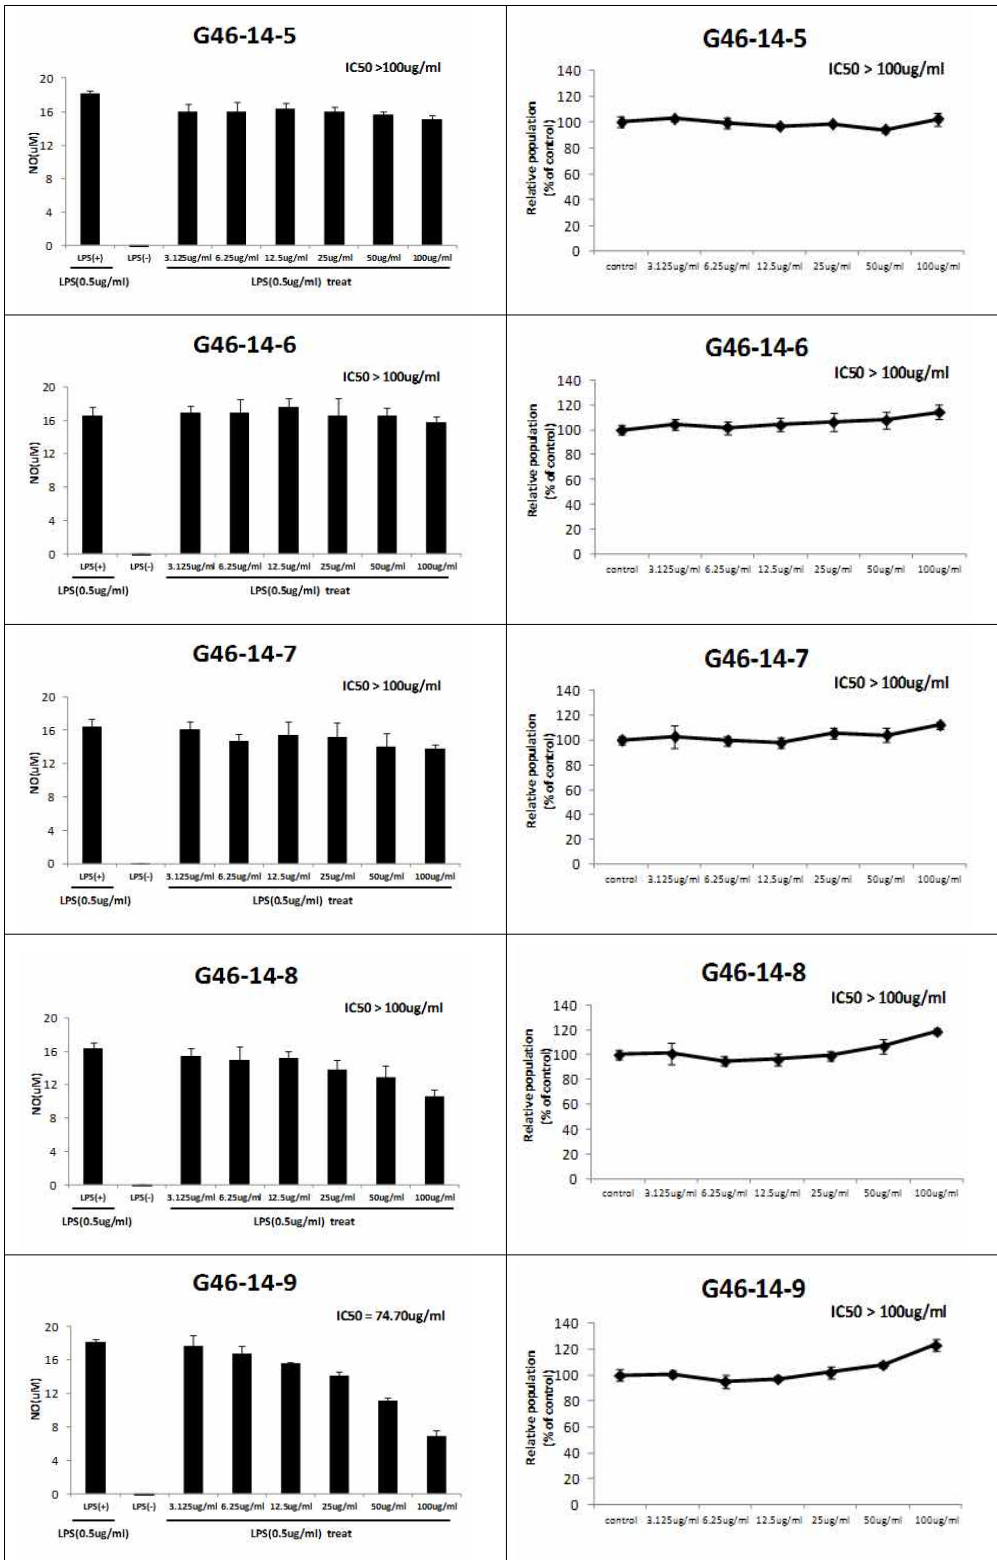 G46-14-5
IC50 >100ug/ml
20
16
12
8
4
0
NO(uM)
LPS(+) LPS(-) 3.125ug/ml 6.25ug/ml 12.5ug/ml 25ug/ml 50ug/ml 100ug/ml
LPS(0.5ug/ml) LPS(0.5ug/ml) treat
G46-14-5
IC50 > 100ug/ml
140
120
100
80
60
40
20
0
Relative population
(% of control)
control 3.125ug/ml 6.25ug/ml 12.5ug/ml 25ug/ml 50ug/ml 100ug/ml
G46-14-6
IC50 > 100ug/ml
20
16
12
8
4
0
NO(uM)
LPS(+) LPS(-) 3.125ug/ml 6.25ug/ml 12.5ug/ml 25ug/ml 50ug/ml 100ug/ml
LPS(0.5ug/ml) LPS(0.5ug/ml) treat
G46-14-6
IC50 > 100ug/ml
140
120
100
80
60
40
20
0
Relative population
(% of control)
control 3.125ug/ml 6.25ug/ml 12.5ug/ml 25ug/ml 50ug/ml 100ug/ml
G46-14-7
IC50 > 100ug/ml
20
16
12
8
4
0
NO(uM)
LPS(+) LPS(-) 3.125ug/ml 6.25ug/ml 12.5ug/ml 25ug/ml 50ug/ml 100ug/ml
LPS(0.5ug/ml) LPS(0.5ug/ml) treat
G46-14-7
IC50 > 100ug/ml
140
120
100
80
60
40
20
0
Relative population
(% of control)
control 3.125ug/ml 6.25ug/ml 12.5ug/ml 25ug/ml 50ug/ml 100ug/ml
G46-14-8
IC50 > 100ug/ml
20
16
12
8
4
0
NO(uM)
LPS(+) LPS(-) 3.125ug/ml 6.25ug/ml 12.5ug/ml 25ug/ml 50ug/ml 100ug/ml
LPS(0.5ug/ml) LPS(0.5ug/ml) treat
G46-14-8
IC50 > 100ug/ml
140
120
100
80
60
40
20
0
Relative population
(% of control)
control 3.125ug/ml 6.25ug/ml 12.5ug/ml 25ug/ml 50ug/ml 100ug/ml
G46-14-9
IC50 = 74.70ug/ml
20
16
12
8
4
0
NO(uM)
LPS(+) LPS(-) 3.125ug/ml 6.25ug/ml 12.5ug/ml 25ug/ml 50ug/ml 100ug/ml
LPS(0.5ug/ml) LPS(0.5ug/ml) treat
G46-14-9
IC50 > 100ug/ml
140
120
100
80
60
40
20
0
Relative population
(% of control)
control 3.125ug/ml 6.25ug/ml 12.5ug/ml 25ug/ml 50ug/ml 100ug/ml